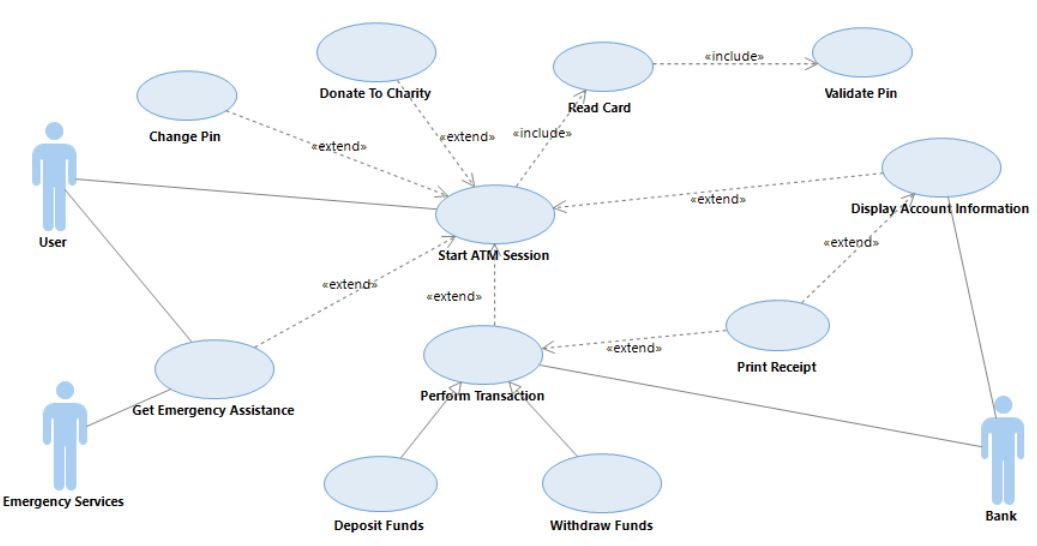 «include»
Donate To Charity
Read Card
Validate Pin
Change Pin
«extend»
«extend»
«include»
«extend»
Display Account Information
User
«extend»
Start ATM Session
«extend»
«extend»
«extend»
Print Receipt
Get Emergency Assistance
Perform Transaction
Emergency Services
Bank
Deposit Funds
Withdraw Funds